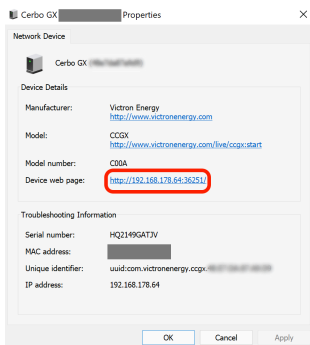 Cerbo GX Properties
Network Device
Cerbo GX
Device Details
Manufacturer: Victron Energy
http://www.victronenergy.com
Model: CCGX
http://www.victronenergy.com/live/ccgx:start
Model number: C00A
Device web page: http://192.168.178.64:36251/
Troubleshooting Information
Serial number: HQ2149GATJV
MAC address:
Unique identifier: uuid:com.victronenergy.ccgx.
IP address: 192.168.178.64
OK Cancel Apply